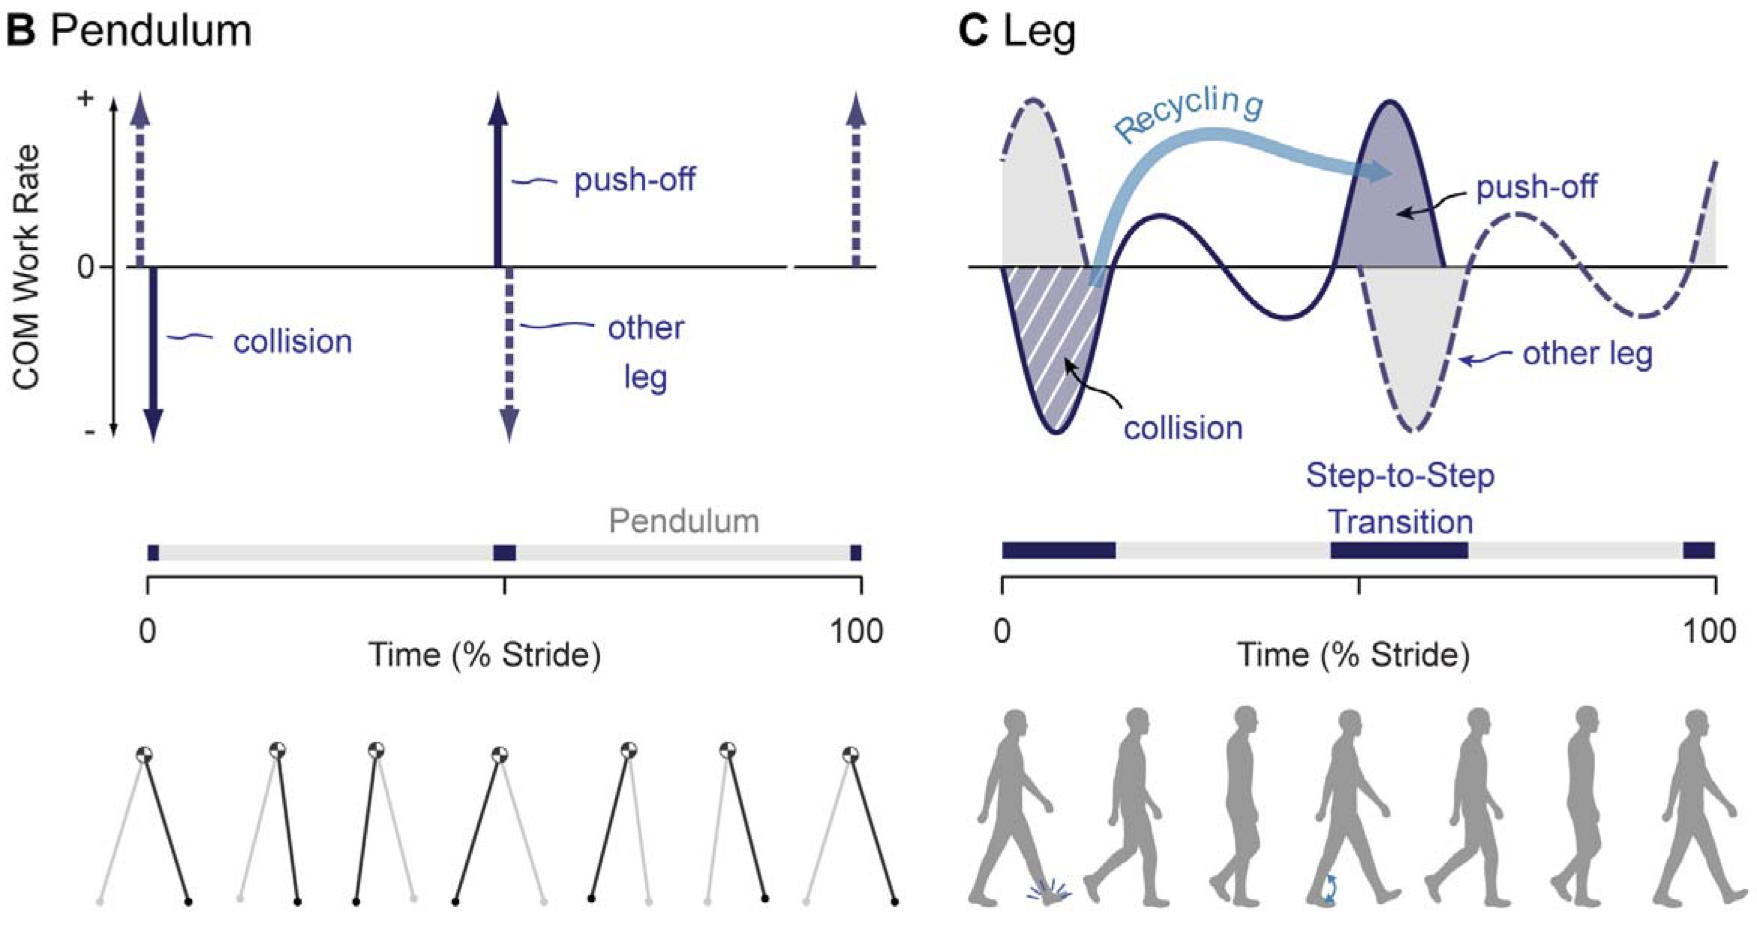 B Pendulum
+
0
-
COM Work Rate
push-off
collision
other
leg
Pendulum
0
100
Time (% Stride)
C Leg
Recycling
push-off
other leg
collision
Step-to-Step
Transition
0
100
Time (% Stride)